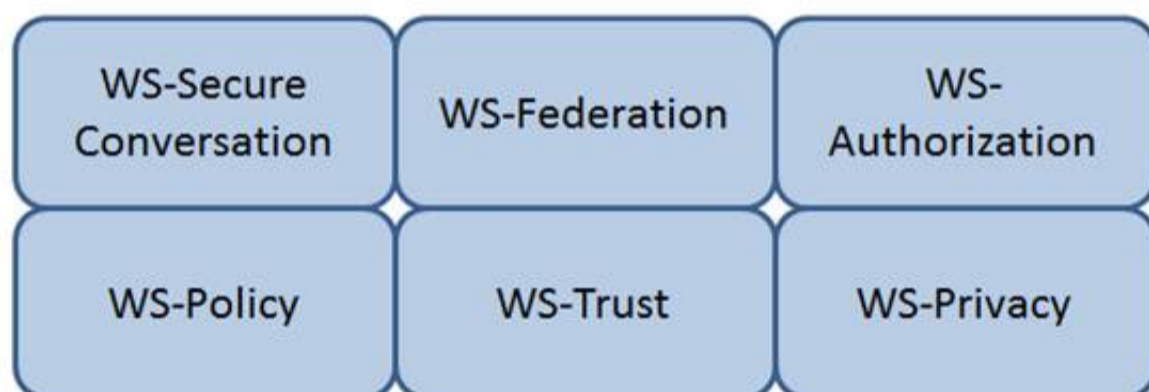 WS-Secure
Conversation
WS-Federation
WS-
Authorization
WS-Policy
WS-Trust
WS-Privacy